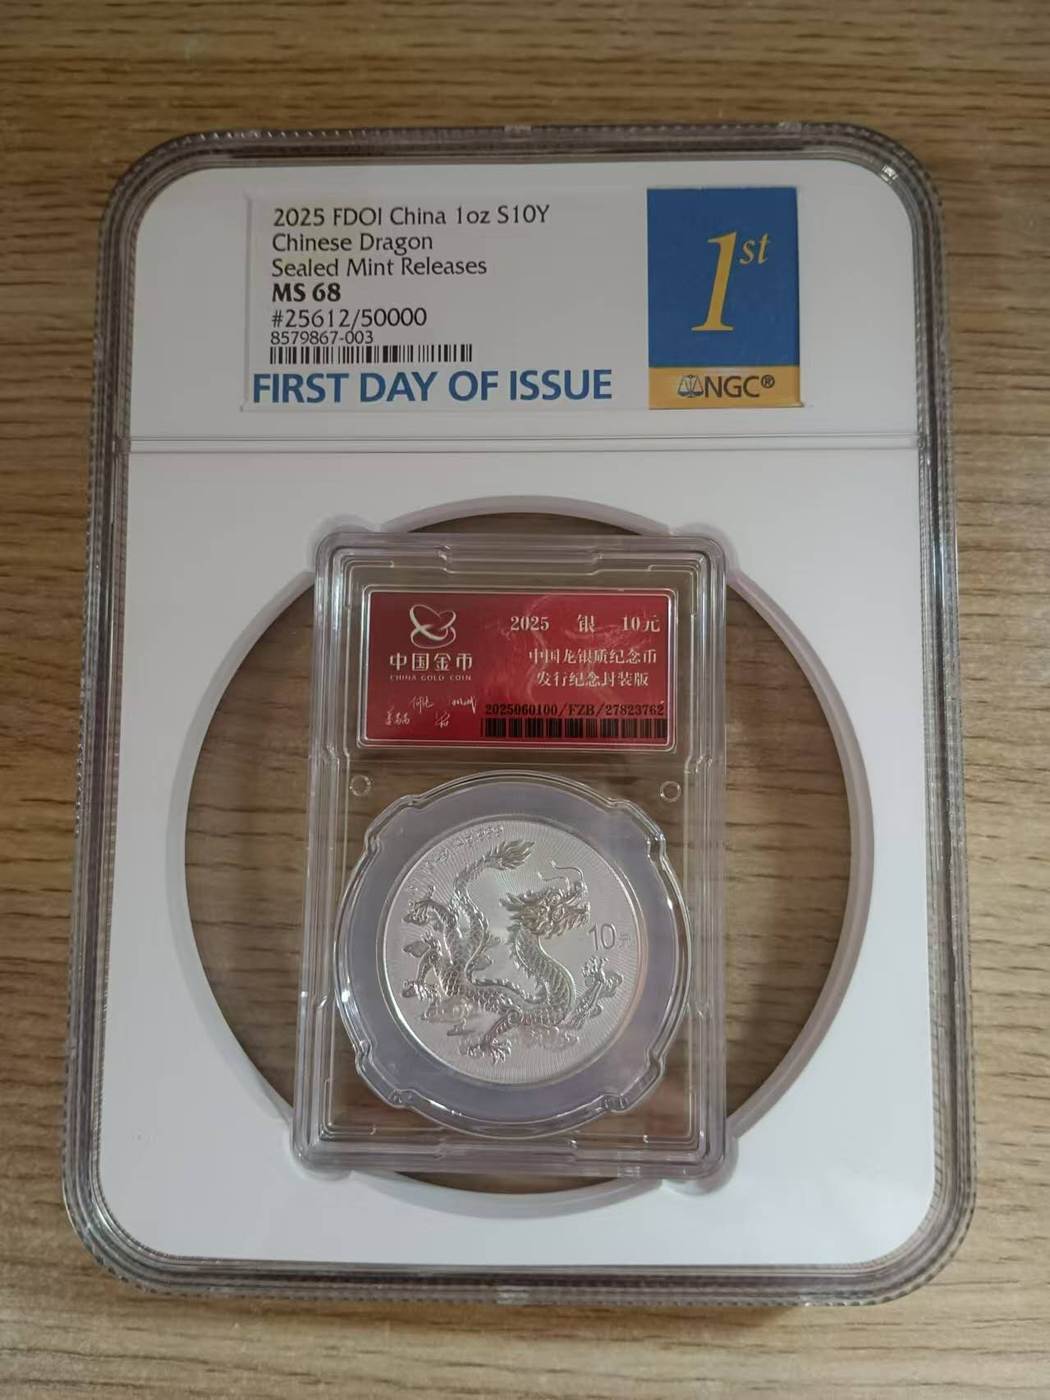 2025 FDOI China 1oz S10Y
Chinese Dragon
Sealed Mint Releases
MS 68
#25612/50000
8579867-003
FIRST DAY OF ISSUE
1st
NGC®
中国金币
CHINA GOLD COIN
2025 银 10元
中国龙银质纪念币
发行纪念封装版
2025060100/FZB/27823762
10元